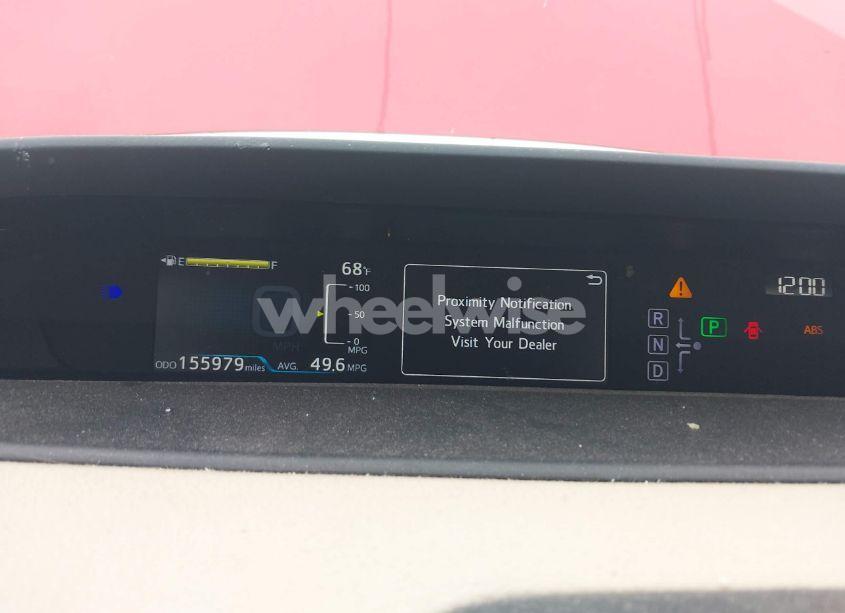 E F
68°F
100
50
0
MPG
MPH
ODO 155979 miles AVG. 49.6 MPG
Proximity Notification
System Malfunction
Visit Your Dealer
R
N
D
P
12:00
ABS
wheelwise